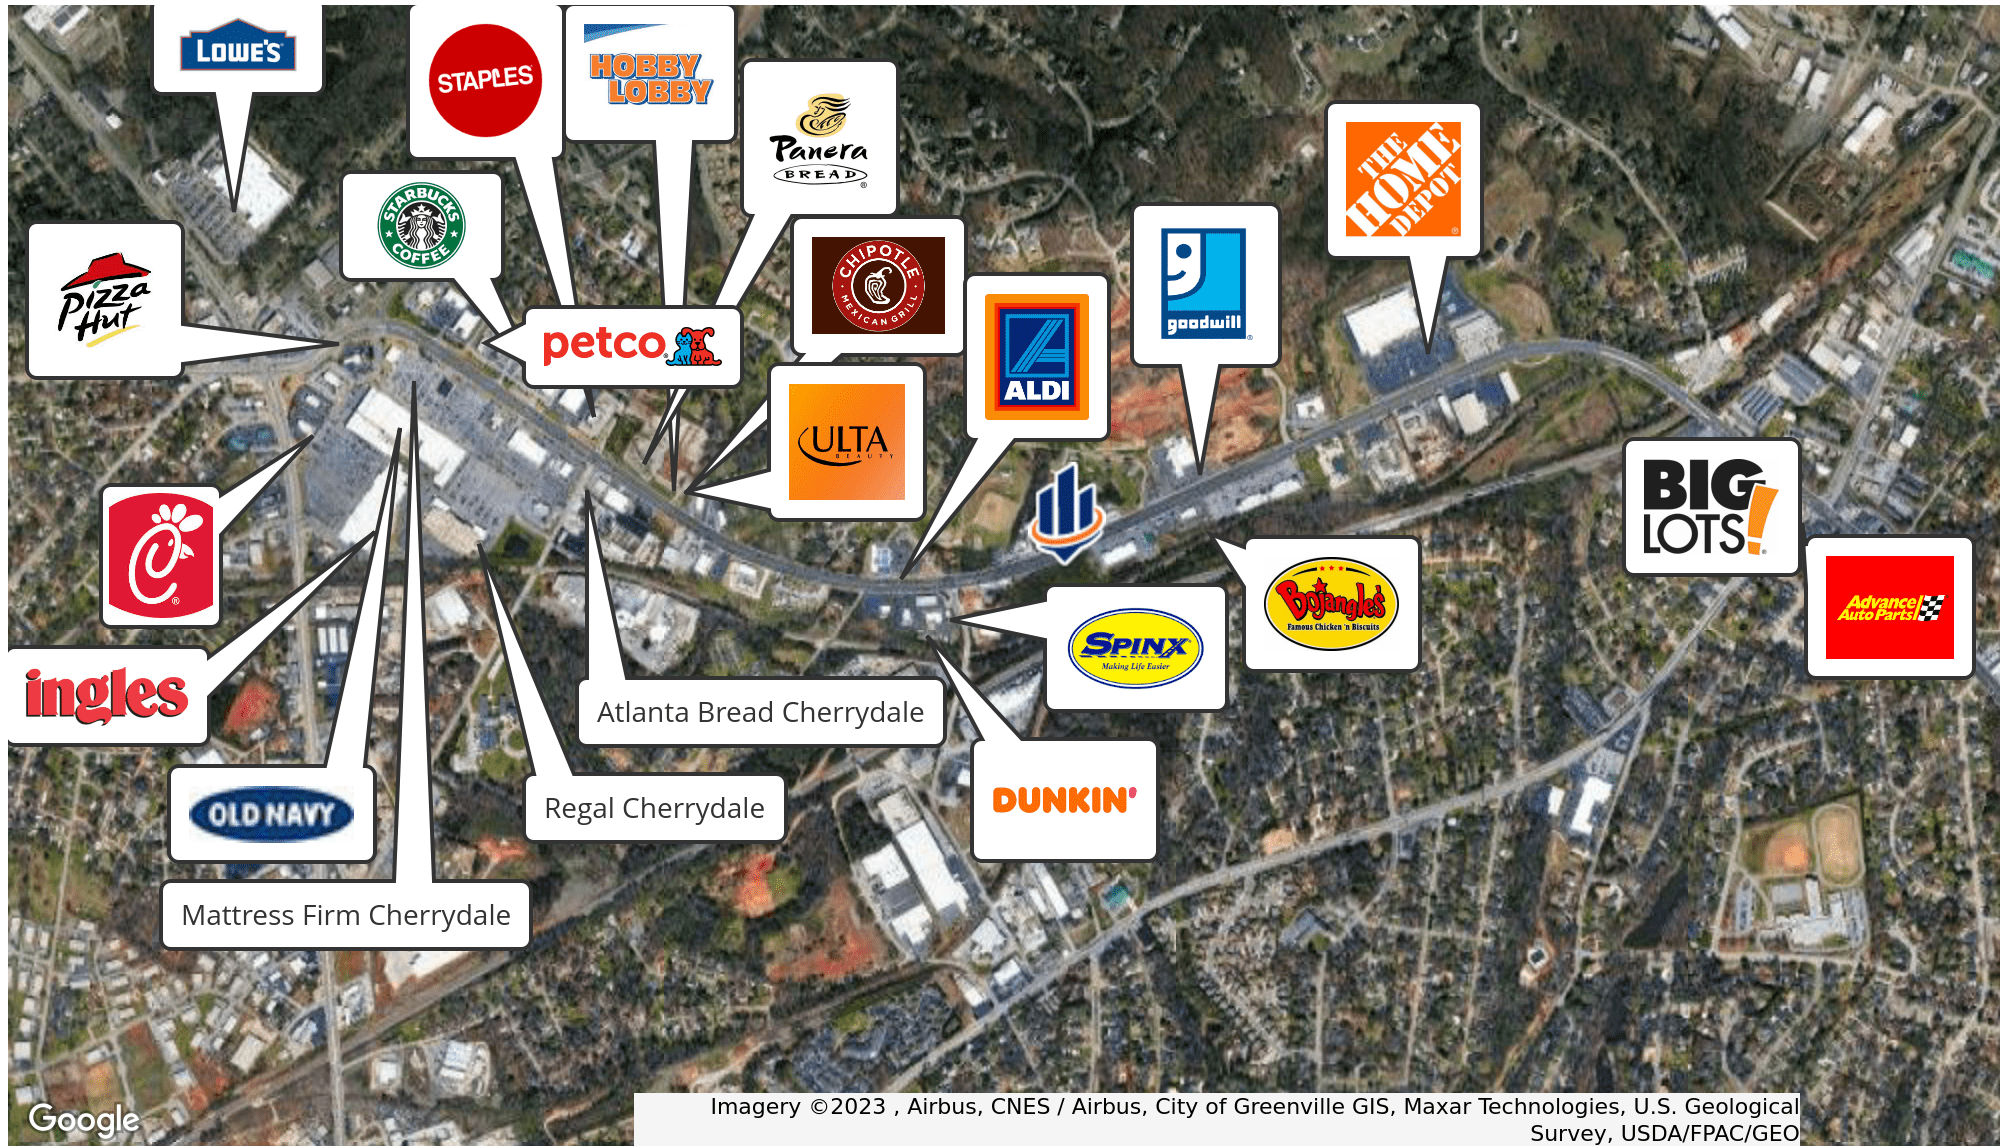 LOWE'S
STAPLES
HOBBY
LOBBY
Panera
BREAD
®
STARBUCKS
COFFEE
THE
HOME
DEPOT
®
Pizza
Hut
petco
CHIPOTLE
MEXICAN GRILL
goodwill
®
ALDI
ULTA
BEAUTY
BIG
LOTS!
®
®
Bojangles'
Famous Chicken 'n Biscuits
Advance
Auto Parts
SPINX
Making Life Easier
ingles
Atlanta Bread Cherrydale
DUNKIN'
OLD NAVY
Regal Cherrydale
Mattress Firm Cherrydale
Google
Imagery ©2023 , Airbus, CNES / Airbus, City of Greenville GIS, Maxar Technologies, U.S. Geological
Survey, USDA/FPAC/GEO